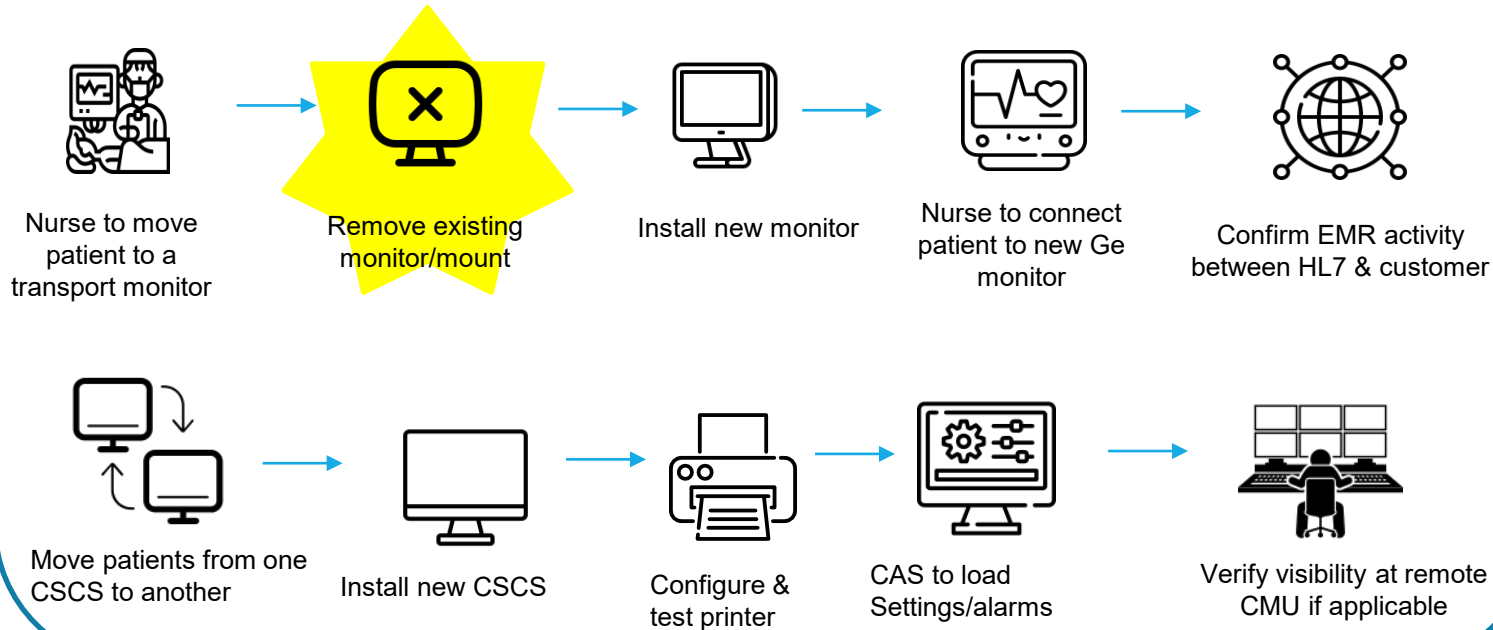 Nurse to move
patient to a
transport monitor
Remove existing
monitor/mount
Install new monitor
Nurse to connect
patient to new Ge
monitor
Confirm EMR activity
between HL7 & customer
Move patients from one
CSCS to another
Install new CSCS
Configure &
test printer
CAS to load
Settings/alarms
Verify visibility at remote
CMU if applicable